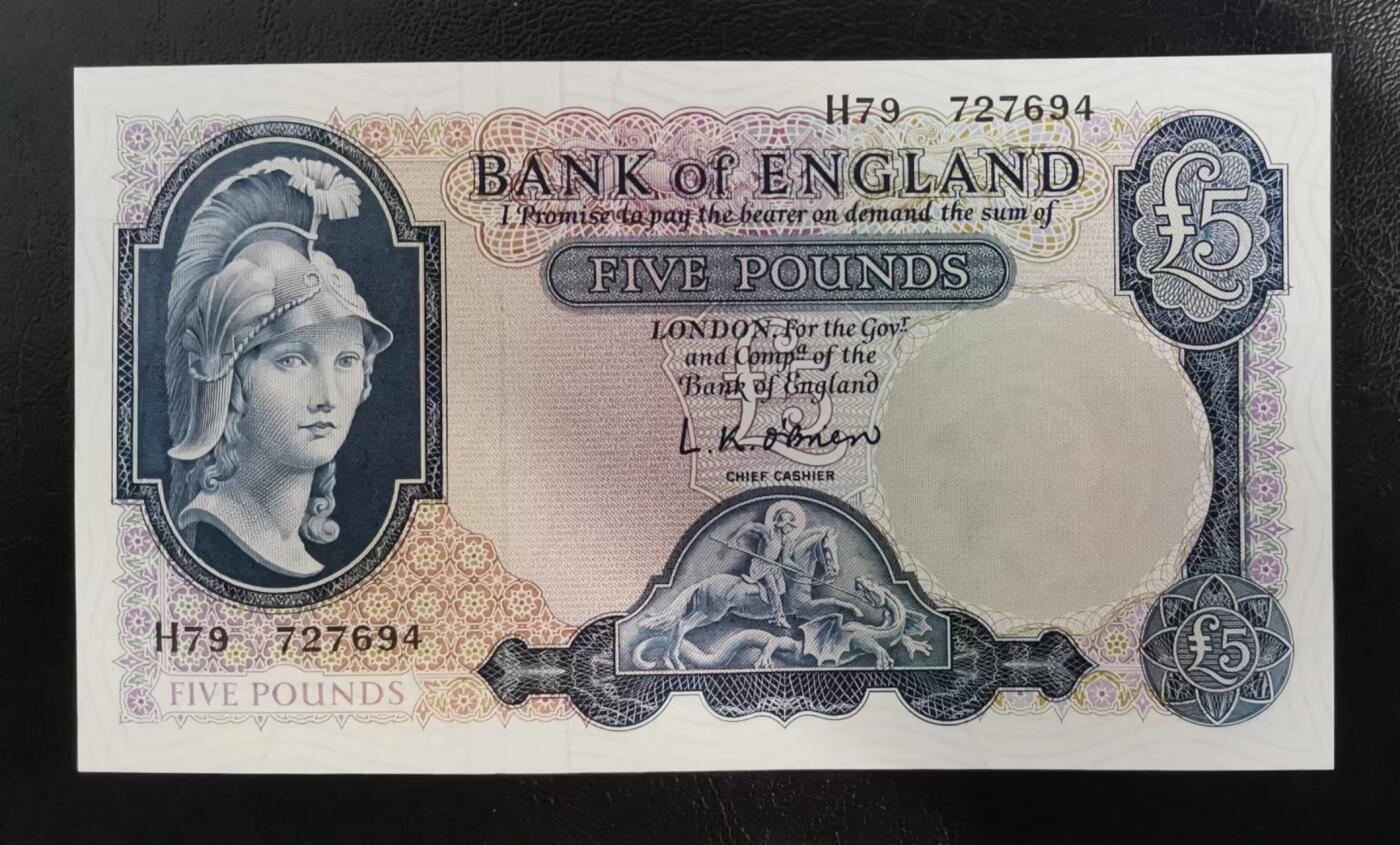 H79 727694
BANK of ENGLAND
I Promise to pay the bearer on demand the sum of
£5
FIVE POUNDS
LONDON, For the Govr.
and Compa. of the
Bank of England
£5
L.K.O'Brien
CHIEF CASHIER
H79 727694
FIVE POUNDS
£5